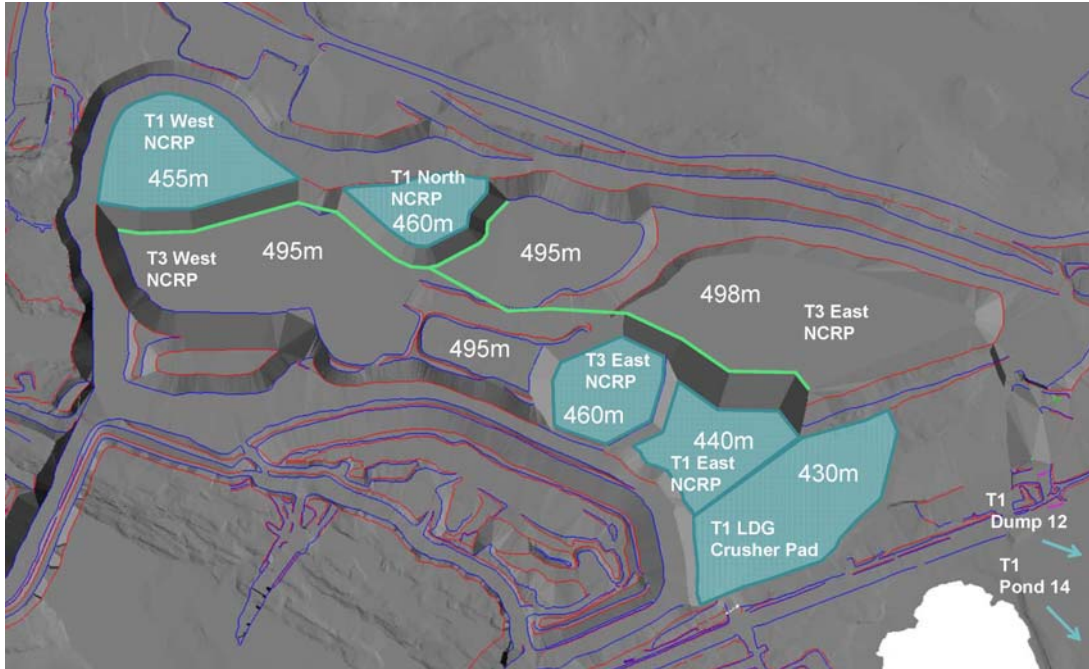 T1 West
NCRP
455m
T1 North
NCRP
460m
T3 West
NCRP
495m
495m
498m
T3 East
NCRP
495m
T3 East
NCRP
460m
440m
T1 East
NCRP
430m
T1 LDG
Crusher Pad
T1
Dump 12
T1
Pond 14